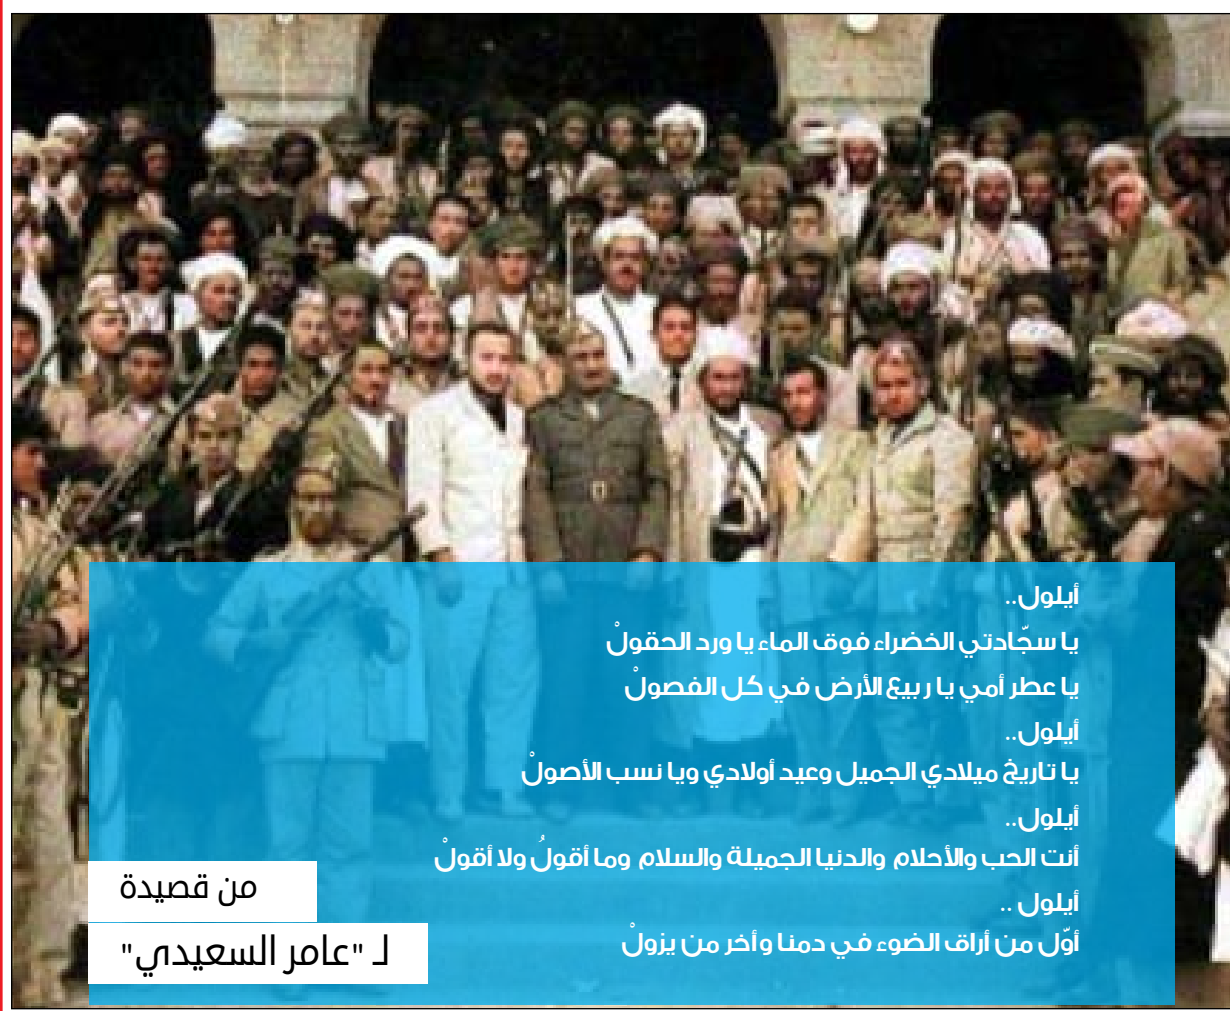 أيلول..
يا سجّادتي الخضراء فوق الماء يا ورد الحقولْ
يا عطر أمي يا ربيع الأرض في كل الفصولْ
أيلول..
يا تاريخ ميلادي الجميل وعيد أولادي ويا نسب الأصولْ
أيلول..
أنت الحب والأحلام والدنيا الجميلة والسلام وما أقولُ ولا أقولْ
أيلول ..
أوّل من أراق الضوء في دمنا وأخر من يزولْ
من قصيدة
لـ "عامر السعيدي"